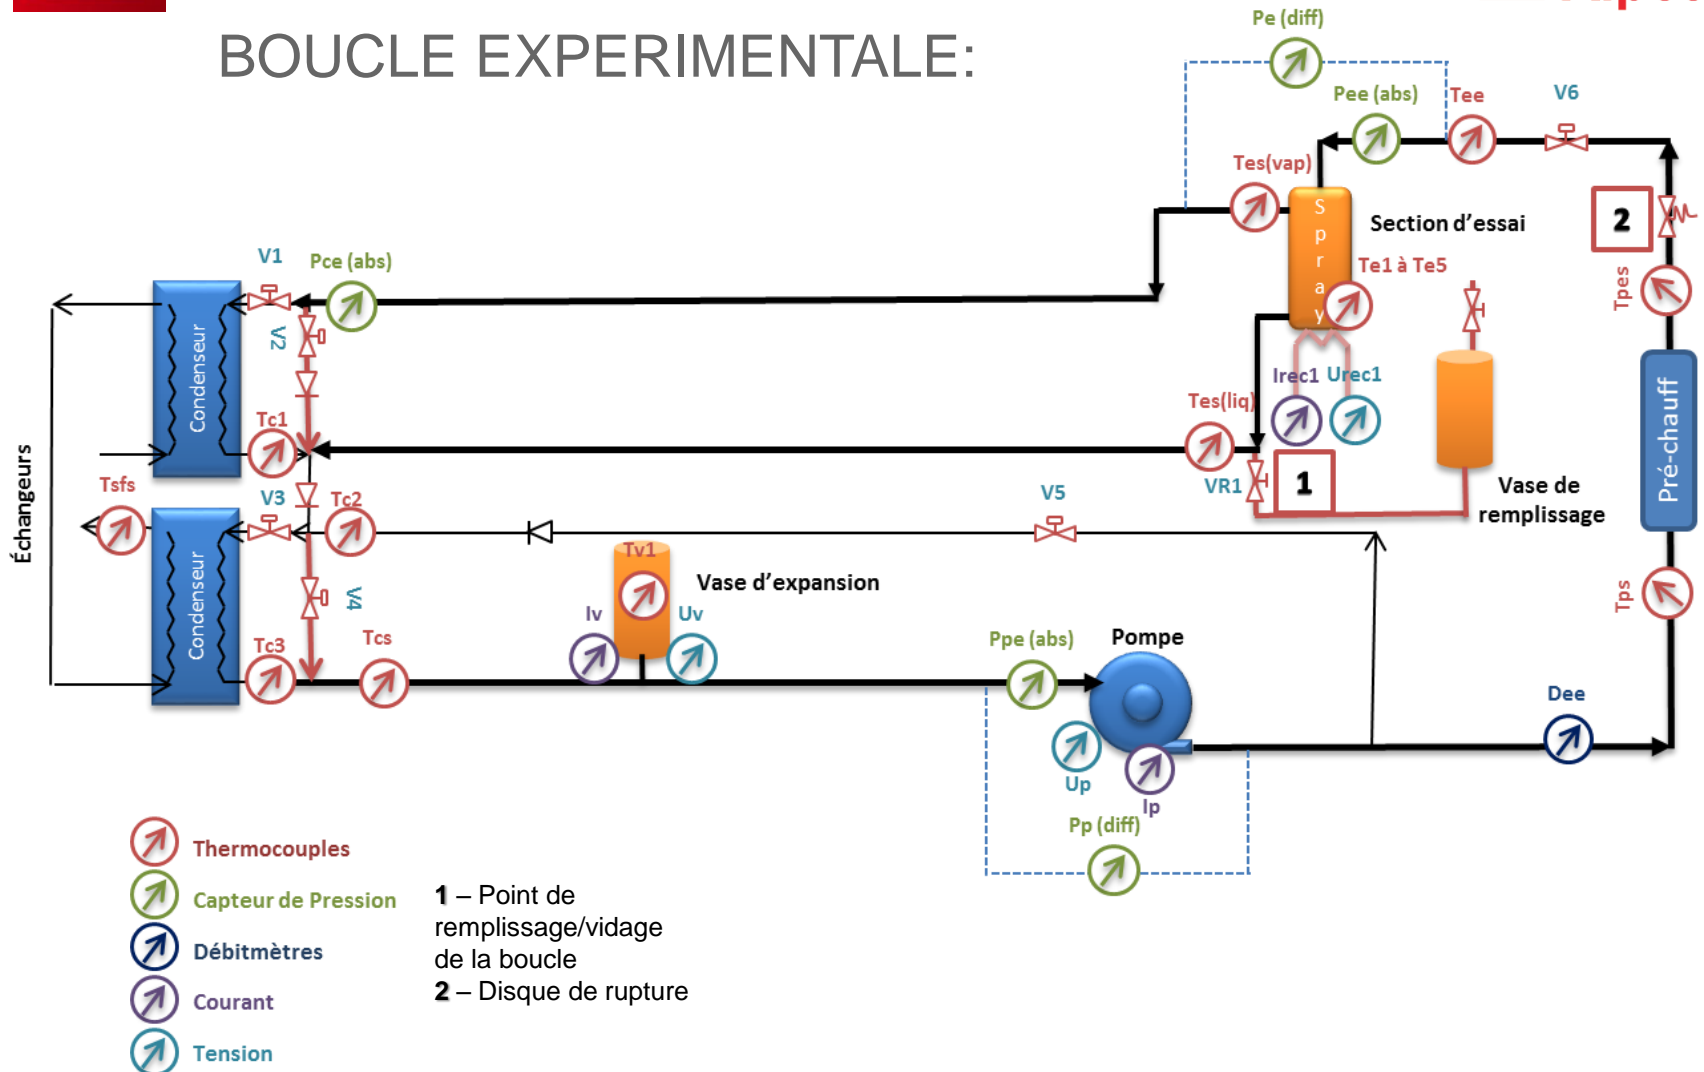 BOUCLE EXPERIMENTALE:
Pe (diff)
Pee (abs)
Tee
V6
Tes(vap)
Spray
Section d'essai
2
Te1 à Te5
Tpes
V1
Pce (abs)
V2
Condenseur
Tc1
Irec1
Urec1
Tes(liq)
VR1
1
Vase de
remplissage
Pré-chauff
Échangeurs
Tsfs
V3
Tc2
V5
Condenseur
V4
Tv1
Vase d'expansion
Iv
Uv
Tc3
Tcs
Ppe (abs)
Pompe
Tps
Dee
Up
Ip
Pp (diff)
Thermocouples
Capteur de Pression
Débitmètres
Courant
Tension
1 – Point de
remplissage/vidage
de la boucle
2 – Disque de rupture